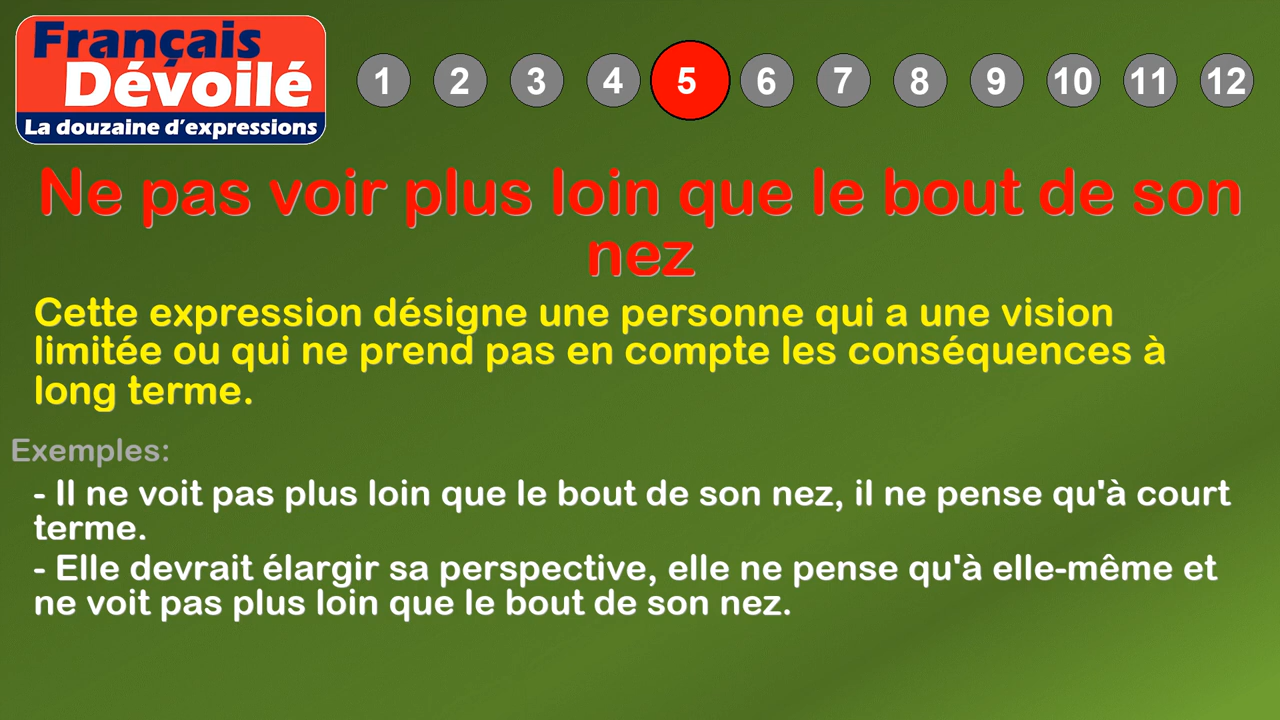 Français
Dévoilé
La douzaine d'expressions
1 2 3 4 5 6 7 8 9 10 11 12
Ne pas voir plus loin que le bout de son
nez
Cette expression désigne une personne qui a une vision
limitée ou qui ne prend pas en compte les conséquences à
long terme.
Exemples:
- Il ne voit pas plus loin que le bout de son nez, il ne pense qu'à court
terme.
- Elle devrait élargir sa perspective, elle ne pense qu'à elle-même et
ne voit pas plus loin que le bout de son nez.